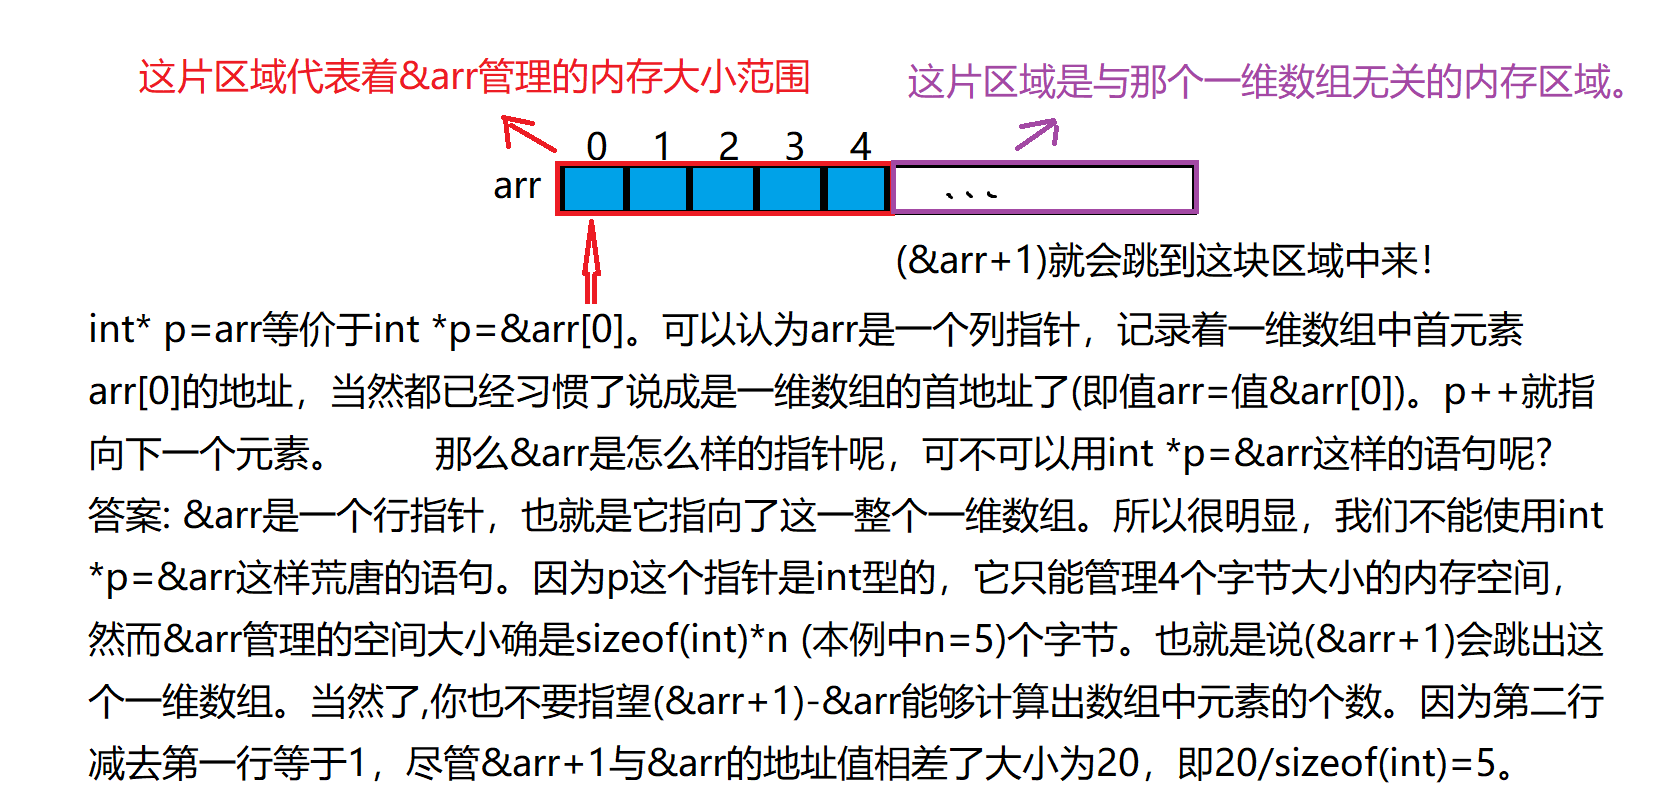 这片区域代表着&arr管理的内存大小范围
这片区域是与那个一维数组无关的内存区域。
0 1 2 3 4
arr
(&arr+1)就会跳到这块区域中来！
int* p=arr等价于int *p=&arr[0]。可以认为arr是一个列指针，记录着一维数组中首元素
arr[0]的地址，当然都已经习惯了说成是一维数组的首地址了(即值arr=值&arr[0])。p++就指
向下一个元素。 那么&arr是怎么样的指针呢，可不可以用int *p=&arr这样的语句呢?
答案: &arr是一个行指针，也就是它指向了这一整个一维数组。所以很明显，我们不能使用int
*p=&arr这样荒唐的语句。因为p这个指针是int型的，它只能管理4个字节大小的内存空间，
然而&arr管理的空间大小确是sizeof(int)*n (本例中n=5)个字节。也就是说(&arr+1)会跳出这
个一维数组。当然了,你也不要指望(&arr+1)-&arr能够计算出数组中元素的个数。因为第二行
减去第一行等于1，尽管&arr+1与&arr的地址值相差了大小为20，即20/sizeof(int)=5。